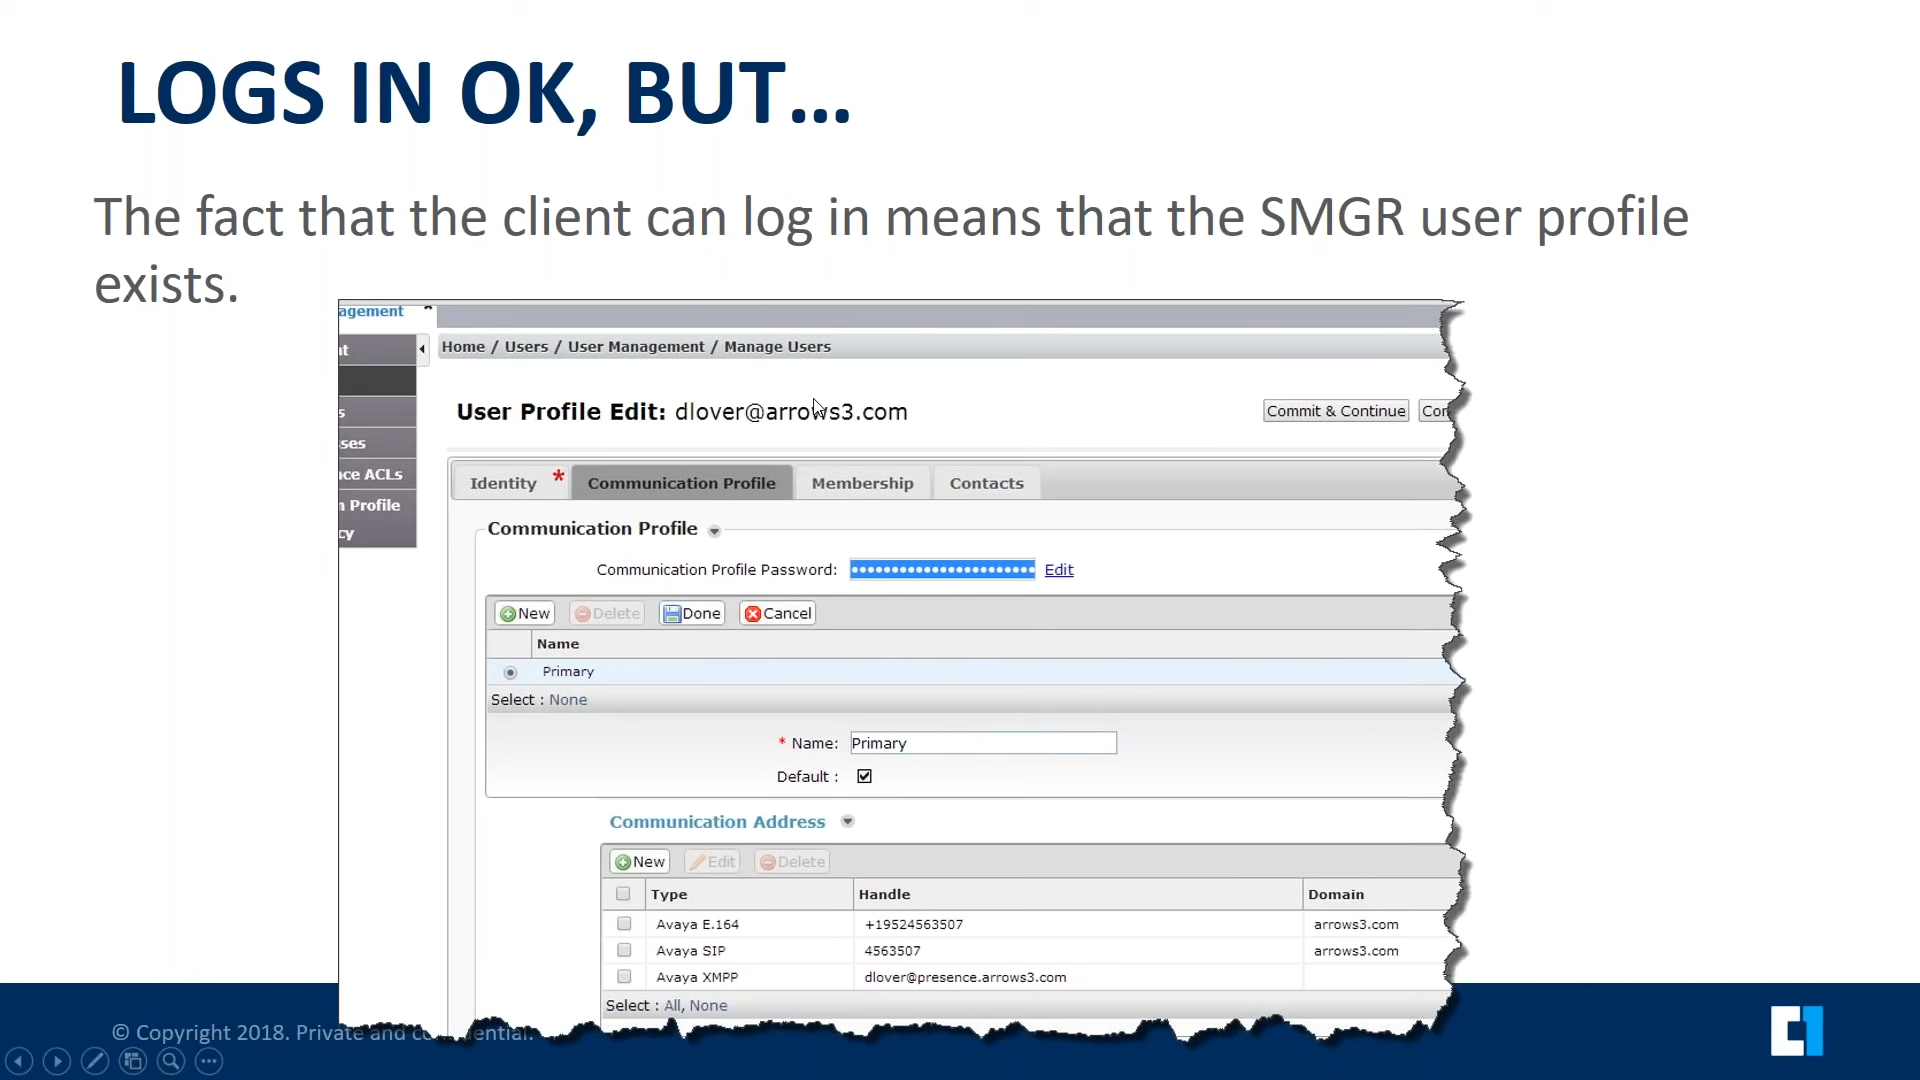 LOGS IN OK, BUT...
The fact that the client can log in means that the SMGR user profile
exists.
agement
Home / Users / User Management / Manage Users
User Profile Edit: dlover@arrows3.com
Commit & Continue
nce ACLs
n Profile
Identity * Communication Profile Membership Contacts
Communication Profile
Communication Profile Password: ••••••••••••••••••••••• Edit
New Delete Done Cancel
Name
Primary
Select : None
* Name: Primary
Default :
Communication Address
New Edit Delete
Type Handle Domain
Avaya E.164 +19524563507 arrows3.com
Avaya SIP 4563507 arrows3.com
Avaya XMPP dlover@presence.arrows3.com
Select : All, None
© Copyright 2018. Private and co ential.